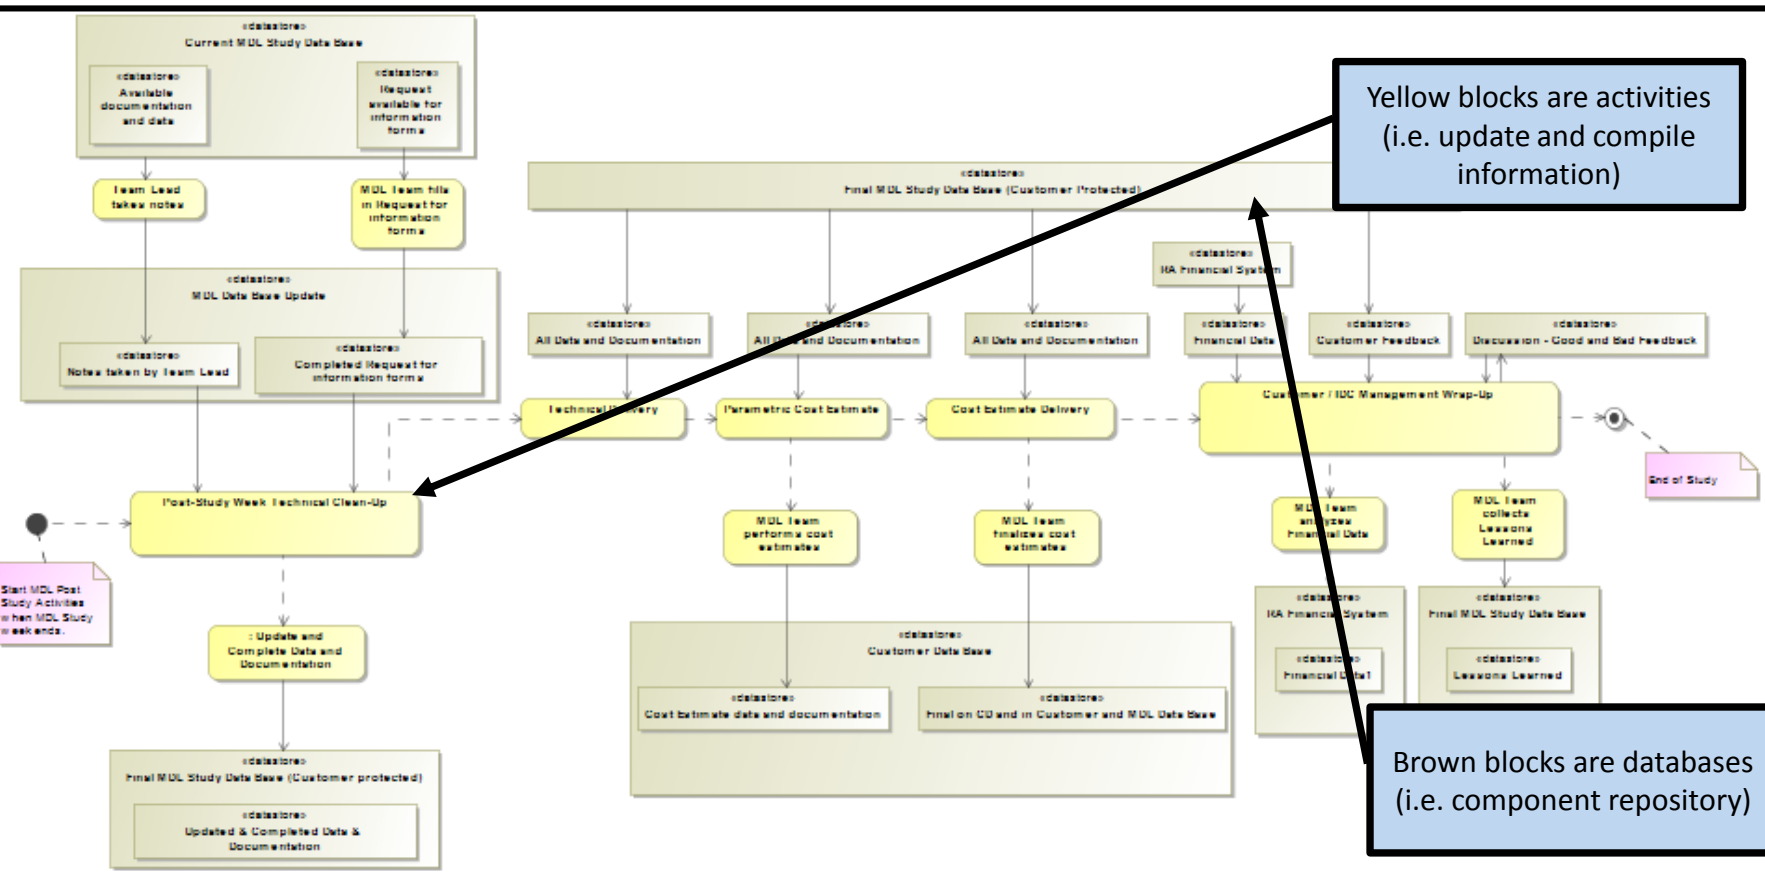 «datastore»
Current MDL Study Data Base
«datastore»
Available
documentation
and data
«datastore»
Request
available for
information
forms
Team Lead
takes notes
MDL Team fills
in Request for
information
forms
«datastore»
MDL Data Base Update
«datastore»
Notes taken by Team Lead
«datastore»
Completed Request for
information forms
Post-Study Week Technical Clean-Up
Start MDL Post
Study Activities
when MDL Study
week ends.
: Update and
Complete Data and
Documentation
«datastore»
Final MDL Study Data Base (Customer protected)
«datastore»
Updated & Completed Data &
Documentation
«datastore»
Final MDL Study Data Base (Customer Protected)
«datastore»
All Data and Documentation
«datastore»
All Data and Documentation
«datastore»
All Data and Documentation
«datastore»
RA Financial System
«datastore»
Financial Data
«datastore»
Customer Feedback
«datastore»
Discussion - Good and Bad Feedback
Technical Delivery
Parametric Cost Estimate
Cost Estimate Delivery
Customer / IDC Management Wrap-Up
End of Study
MDL Team
performs cost
estimates
MDL Team
finalizes cost
estimates
MDL Team
analyzes
Financial Data
MDL Team
collects
Lessons
Learned
«datastore»
Customer Data Base
«datastore»
Cost Estimate data and documentation
«datastore»
Final on CD and in Customer and MDL Data Base
«datastore»
RA Financial System
«datastore»
Financial Data1
«datastore»
Final MDL Study Data Base
«datastore»
Lessons Learned
Yellow blocks are activities
(i.e. update and compile
information)
Brown blocks are databases
(i.e. component repository)